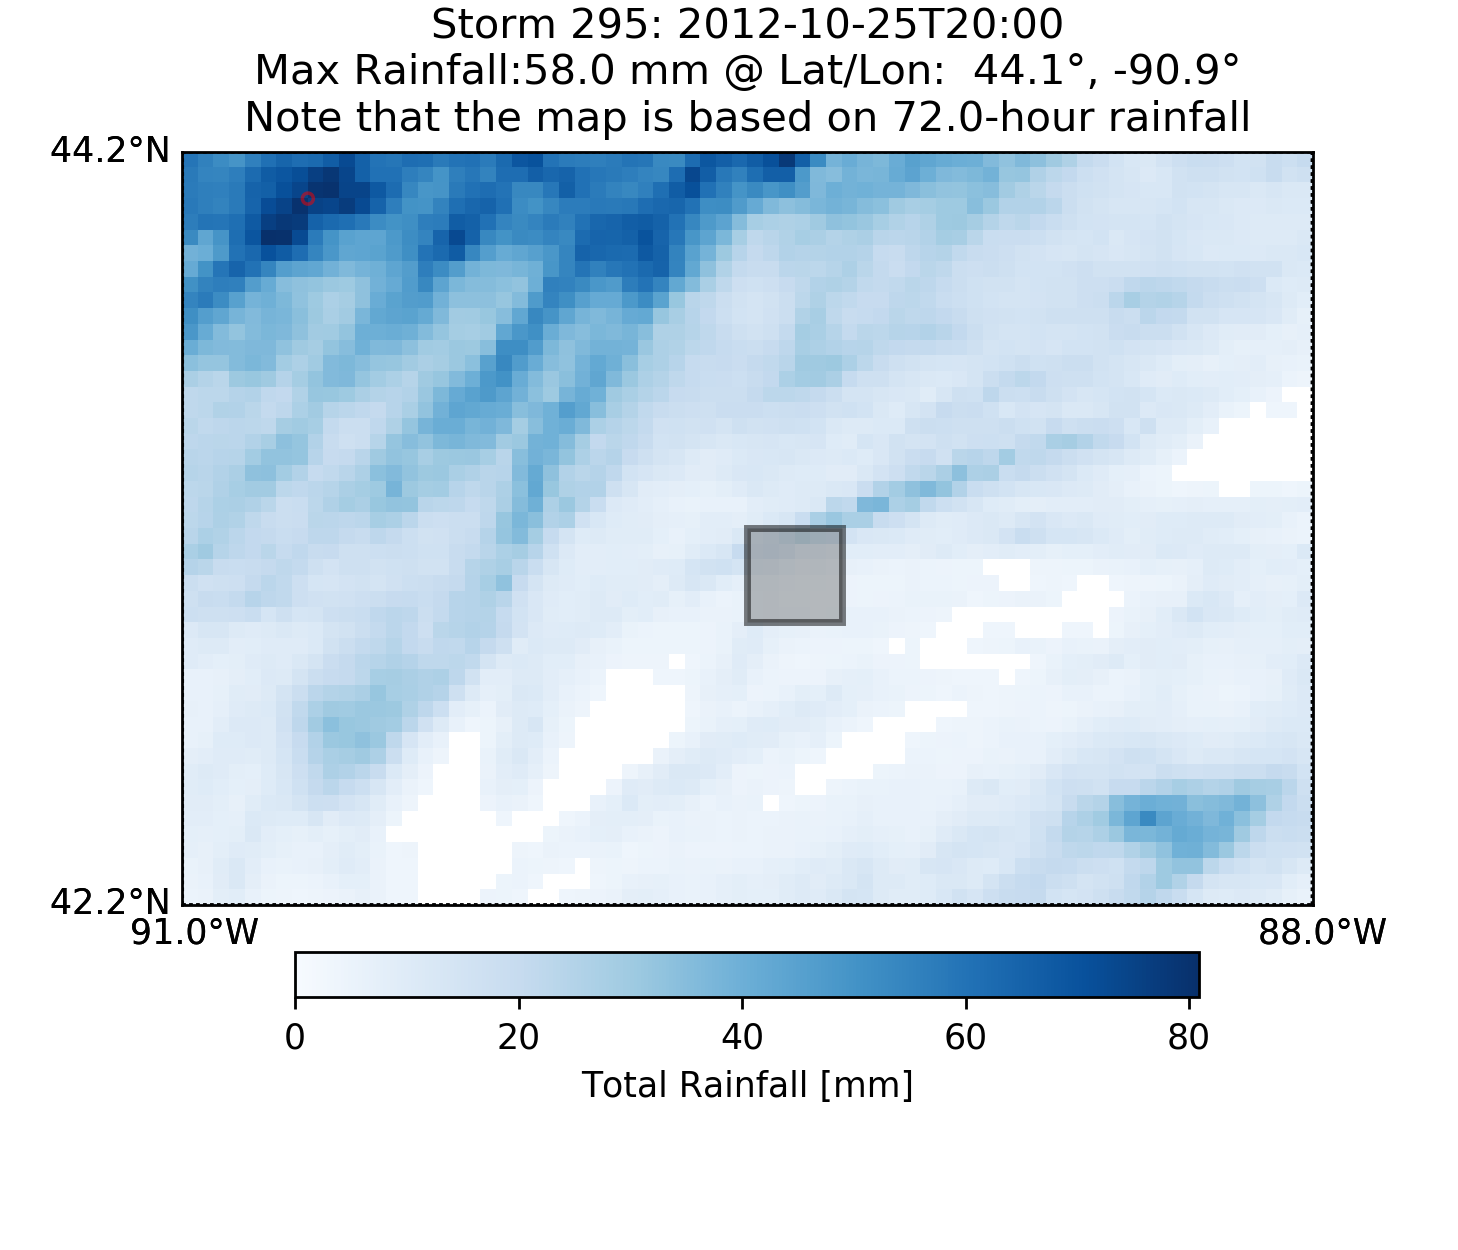 Storm 295: 2012-10-25T20:00
Max Rainfall:58.0 mm @ Lat/Lon:  44.1°, -90.9°
Note that the map is based on 72.0-hour rainfall
44.2°N
42.2°N
91.0°W 88.0°W
0 20 40 60 80
Total Rainfall [mm]